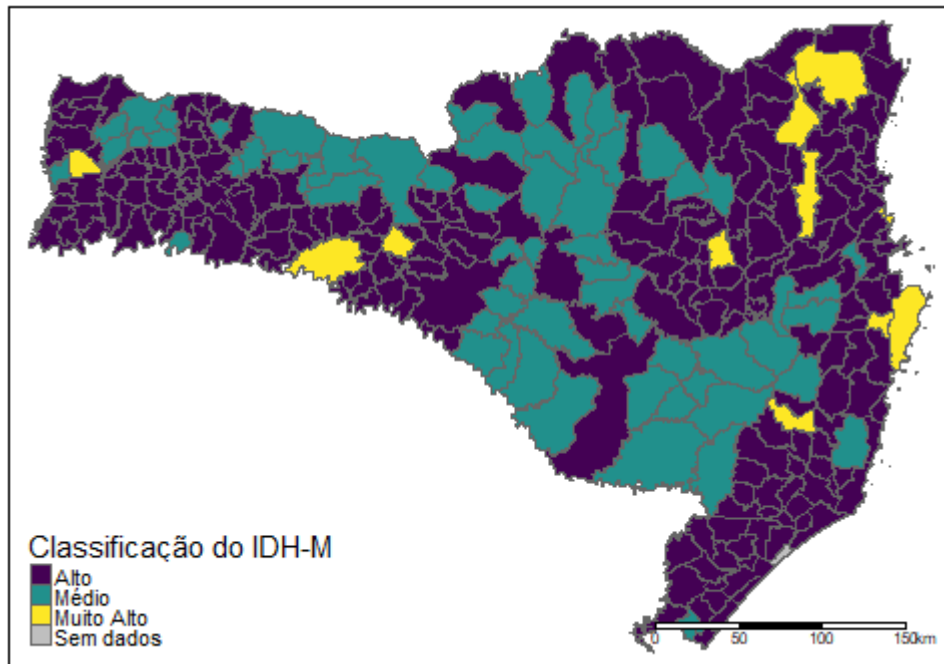 Classificação do IDH-M
Alto
Médio
Muito Alto
Sem dados
0 50 100 150km